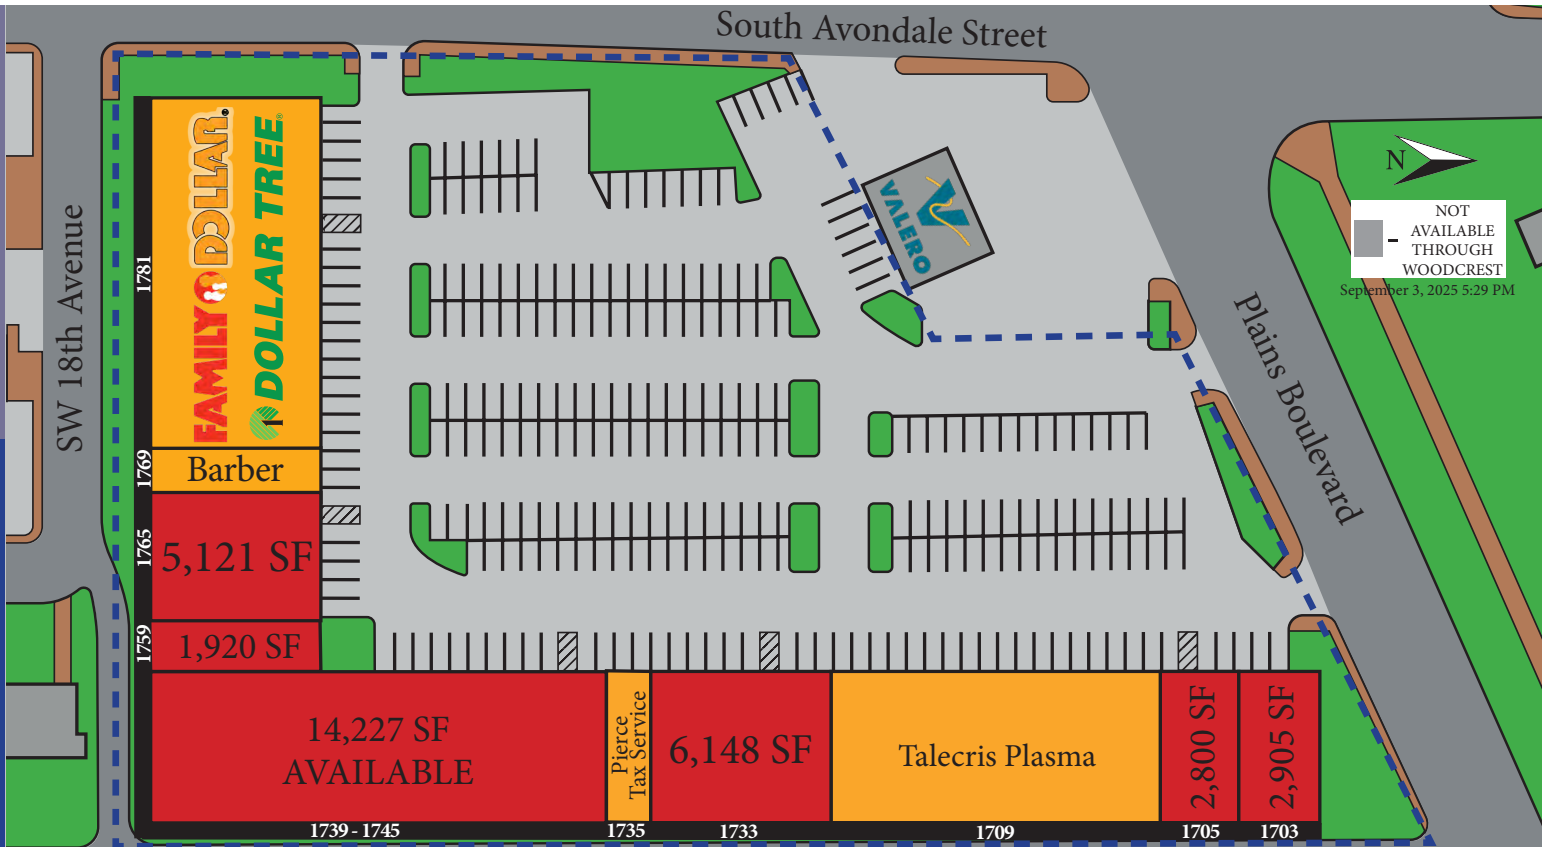 South Avondale Street
SW 18th Avenue
Plains Boulevard
N
NOT
AVAILABLE
THROUGH
WOODCREST
September 3, 2025 5:29 PM
FAMILY DOLLAR
DOLLAR TREE
VALERO
1781
Barber
1769
5,121 SF
1765
1,920 SF
1759
14,227 SF
AVAILABLE
1739 - 1745
Pierce
Tax Service
1735
6,148 SF
1733
Talecris Plasma
1709
2,800 SF
1705
2,905 SF
1703